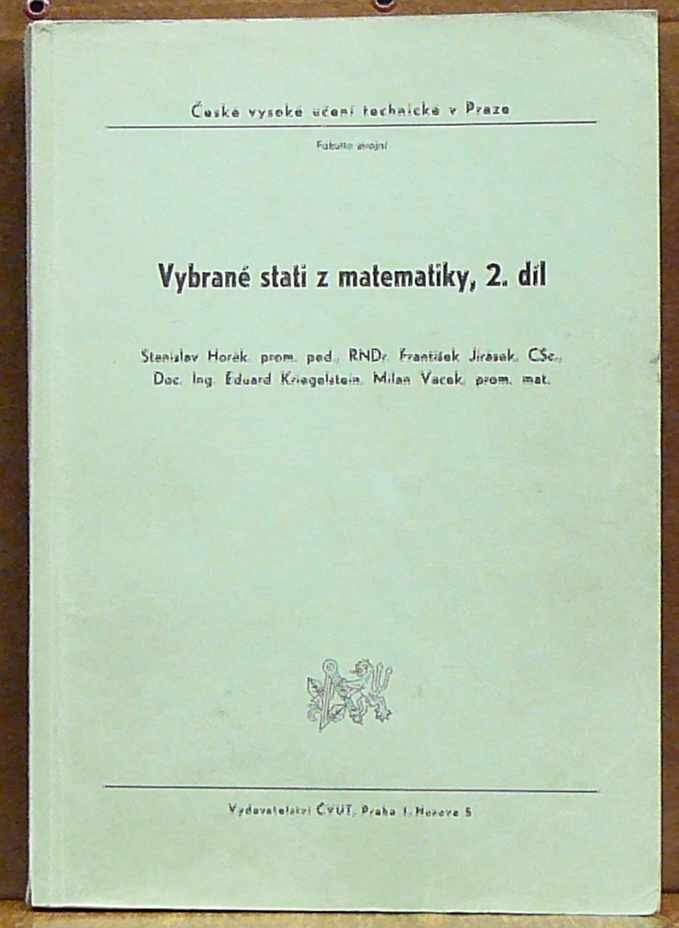 České vysoké učení technické v Praze
Fakulta strojní
Vybrané stati z matematiky, 2. díl
Stanislav Horák, prom. ped., RNDr. František Jirásek, CSc.,
Doc. Ing. Eduard Kriegelstein, Milan Vacek, prom. mat.
Vydavatelství ČVUT, Praha 1, Husova 5